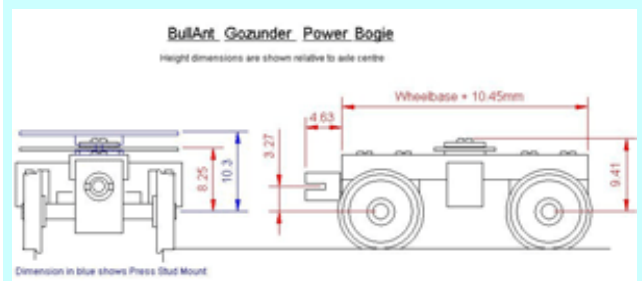 BullAnt Gozunder Power Bogie
Height dimensions are shown relative to axle centre
Wheelbase + 10.45mm
4.63
3.27
8.25
10.3
9.41
Dimension in blue shows Press Stud Mount